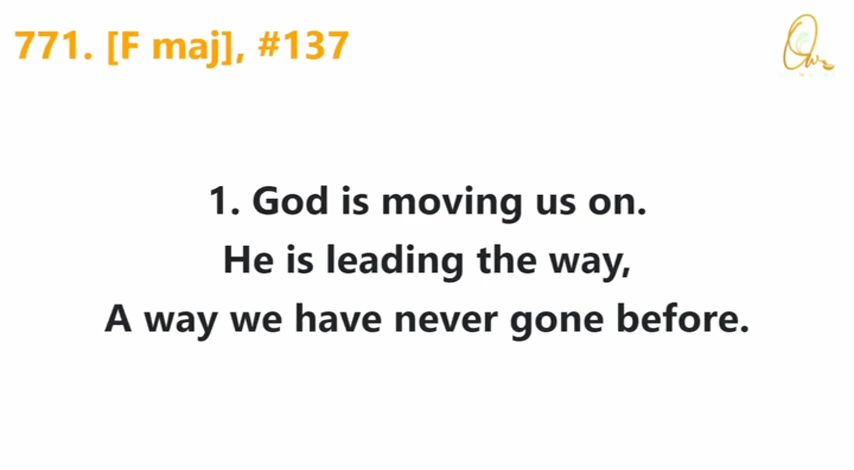 771. [F maj], #137
1. God is moving us on.
He is leading the way,
A way we have never gone before.